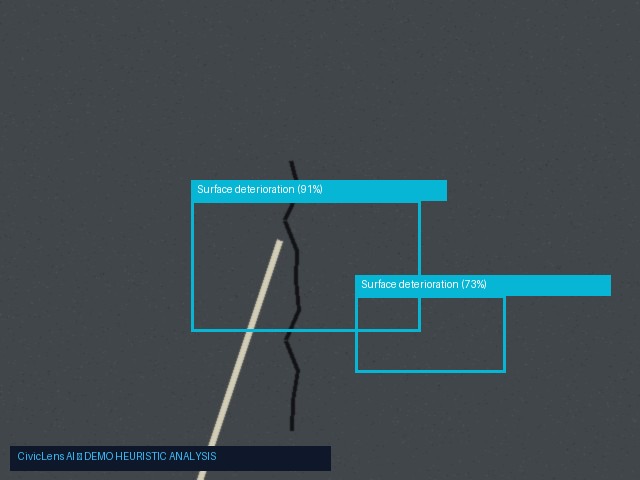 Surface deterioration (91%)
Surface deterioration (73%)
CivicLens AI DEMO HEURISTIC ANALYSIS